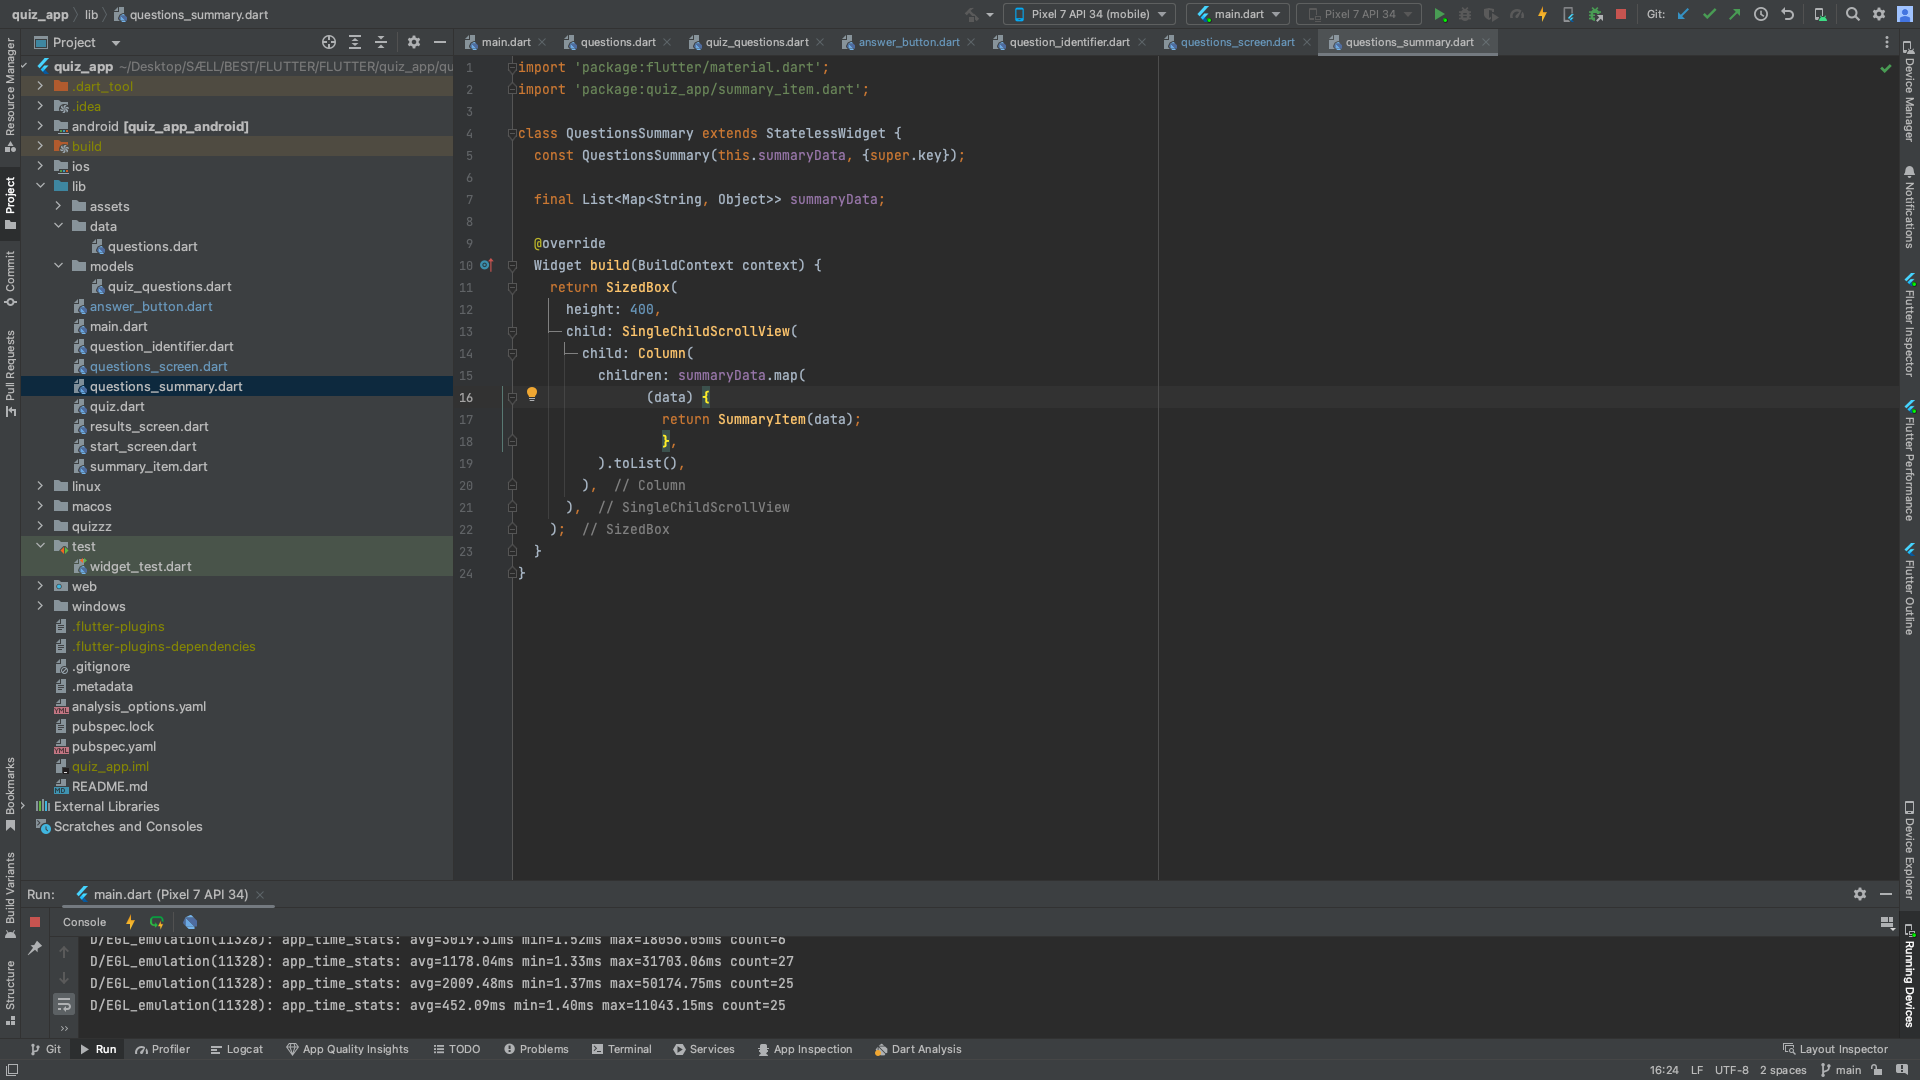 quiz_app › lib › questions_summary.dart
Pixel 7 API 34 (mobile)
main.dart
Pixel 7 API 34
Git:
Project
main.dart
questions.dart
quiz_questions.dart
answer_button.dart
question_identifier.dart
questions_screen.dart
questions_summary.dart
quiz_app ~/Desktop/SÆLL/BEST/FLUTTER/FLUTTER/quiz_app/qu
.dart_tool
.idea
android [quiz_app_android]
build
ios
lib
assets
data
questions.dart
models
quiz_questions.dart
answer_button.dart
main.dart
question_identifier.dart
questions_screen.dart
questions_summary.dart
quiz.dart
results_screen.dart
start_screen.dart
summary_item.dart
linux
macos
quizzz
test
widget_test.dart
web
windows
.flutter-plugins
.flutter-plugins-dependencies
.gitignore
.metadata
analysis_options.yaml
pubspec.lock
pubspec.yaml
quiz_app.iml
README.md
External Libraries
Scratches and Consoles
1 import 'package:flutter/material.dart';
2 import 'package:quiz_app/summary_item.dart';
3
4 class QuestionsSummary extends StatelessWidget {
5 const QuestionsSummary(this.summaryData, {super.key});
6
7 final List<Map<String, Object>> summaryData;
8
9 @override
10 Widget build(BuildContext context) {
11 return SizedBox(
12 height: 400,
13 child: SingleChildScrollView(
14 child: Column(
15 children: summaryData.map(
16 (data) {
17 return SummaryItem(data);
18 },
19 ).toList(),
20 ), // Column
21 ), // SingleChildScrollView
22 ); // SizedBox
23 }
24 }
Resource Manager
Project
Commit
Pull Requests
Bookmarks
Build Variants
Structure
Device Manager
Notifications
Flutter Inspector
Flutter Performance
Flutter Outline
Device Explorer
Running Devices
Run: main.dart (Pixel 7 API 34)
Console
D/EGL_emulation(11328): app_time_stats: avg=3019.31ms min=1.52ms max=18056.05ms count=6
D/EGL_emulation(11328): app_time_stats: avg=1178.04ms min=1.33ms max=31703.06ms count=27
D/EGL_emulation(11328): app_time_stats: avg=2009.48ms min=1.37ms max=50174.75ms count=25
D/EGL_emulation(11328): app_time_stats: avg=452.09ms min=1.40ms max=11043.15ms count=25
Git
Run
Profiler
Logcat
App Quality Insights
TODO
Problems
Terminal
Services
App Inspection
Dart Analysis
Layout Inspector
16:24 LF UTF-8 2 spaces main